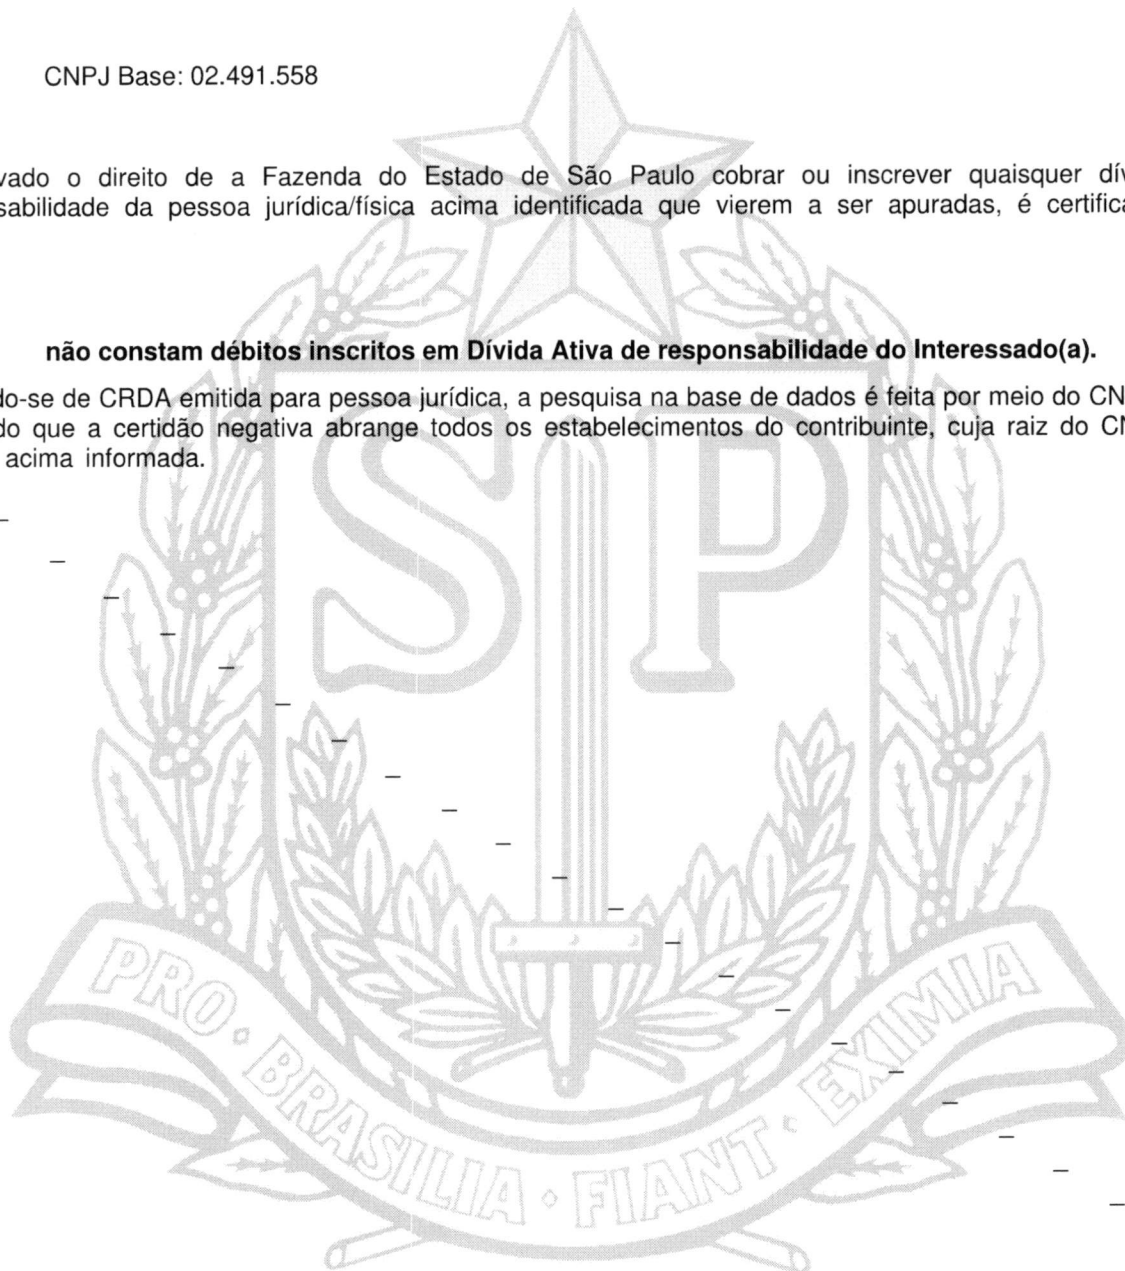 CNPJ Base: 02.491.558
vado o direito de a Fazenda do Estado de São Paulo cobrar ou inscrever quaisquer dív
sabilidade da pessoa jurídica/física acima identificada que vierem a ser apuradas, é certifica
não constam débitos inscritos em Dívida Ativa de responsabilidade do Interessado(a).
do-se de CRDA emitida para pessoa jurídica, a pesquisa na base de dados é feita por meio do CN
do que a certidão negativa abrange todos os estabelecimentos do contribuinte, cuja raiz do CN
acima informada.
SP
PRO · BRASILIA · FIANT · EXIMIA